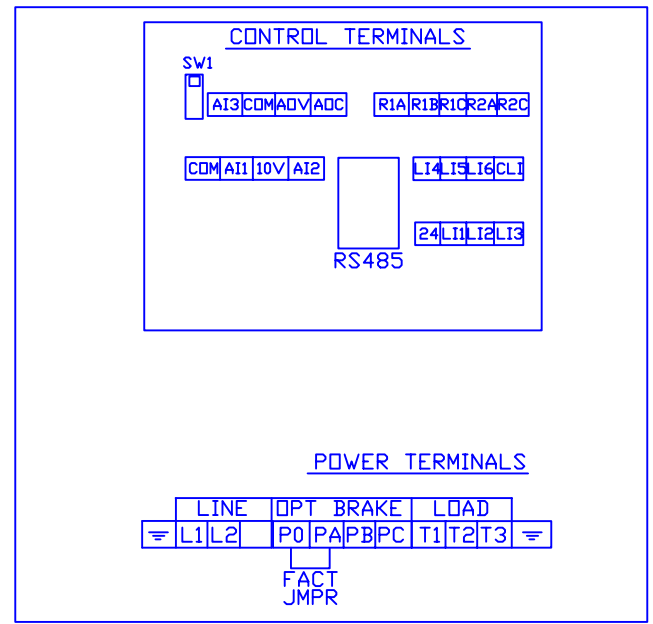 CONTROL TERMINALS
SW1
AI3 COM AOV AOC R1A R1B R1C R2A R2C
COM AI1 10V AI2 LI4 LI5 LI6 CLI
24 LI1 LI2 LI3
RS485
POWER TERMINALS
LINE OPT BRAKE LOAD
L1 L2 P0 PA PB PC T1 T2 T3
FACT
JMPR